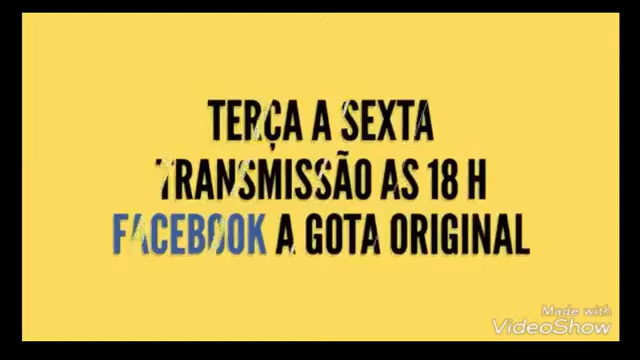 TERÇA A SEXTA
TRANSMISSÃO AS 18 H
FACEBOOK A GOTA ORIGINAL
Made with
VideoShow